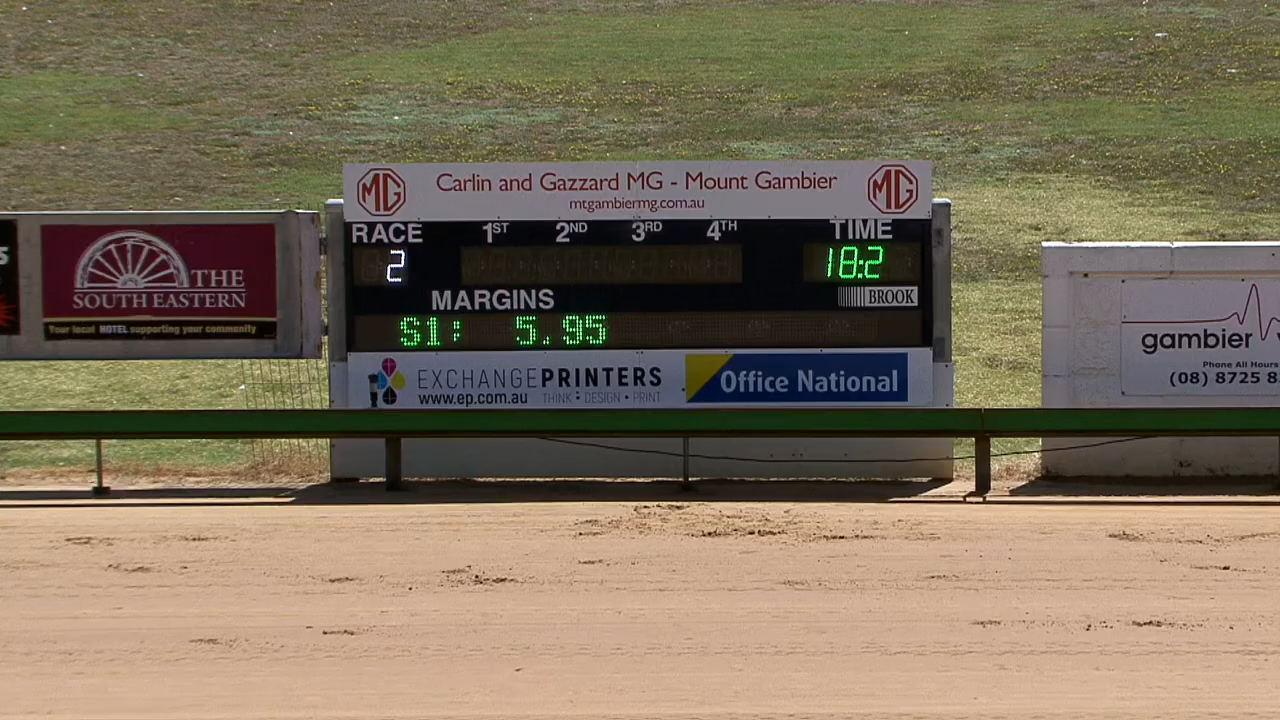 MG Carlin and Gazzard MG - Mount Gambier MG
mtgambiermg.com.au
RACE 1ST 2ND 3RD 4TH TIME
2 18:2
MARGINS BROOK
S1: 5.95
EXCHANGEPRINTERS
www.ep.com.au THINK • DESIGN • PRINT
Office National
5
THE
SOUTH EASTERN
Your local HOTEL supporting your community
gambier
Phone All Hours
(08) 8725 8